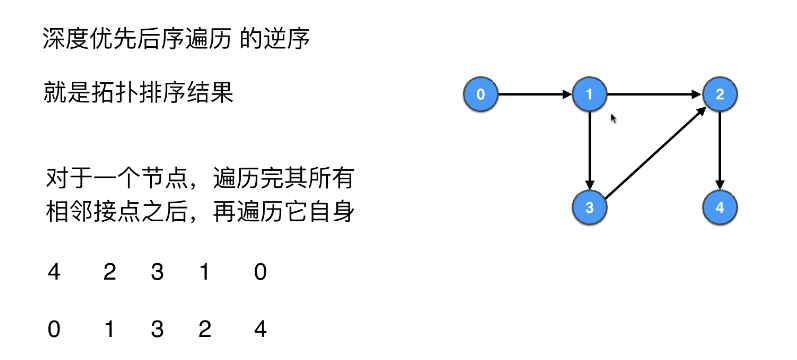 深度优先后序遍历 的逆序
就是拓扑排序结果
对于一个节点，遍历完其所有
相邻接点之后，再遍历它自身
4 2 3 1 0
0 1 3 2 4
0 1 2
3 4